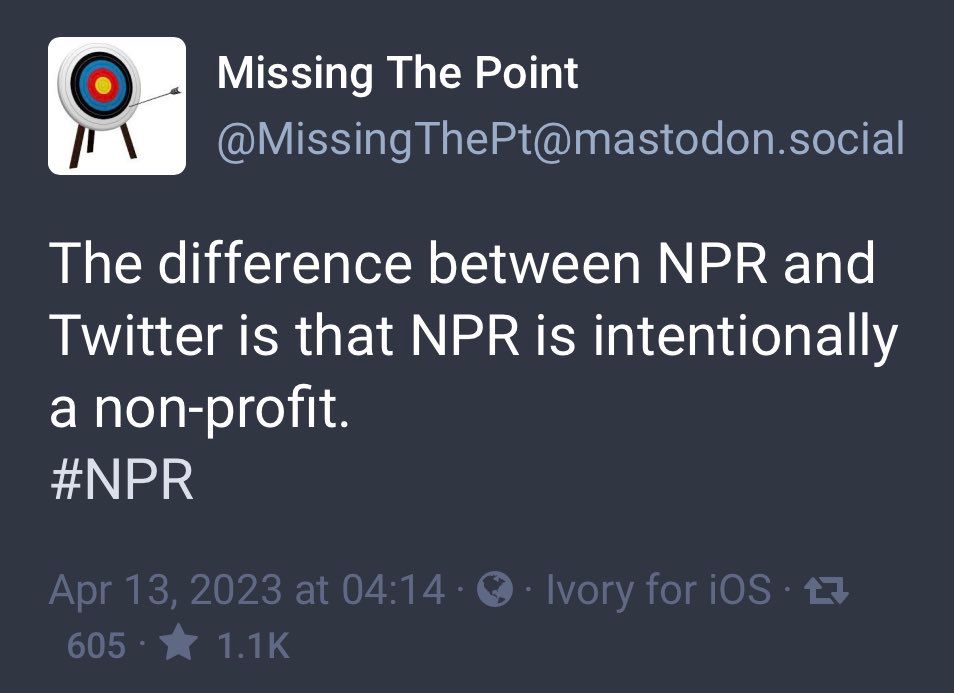 Missing The Point
@MissingThePt@mastodon.social
The difference between NPR and
Twitter is that NPR is intentionally
a non-profit.
#NPR
Apr 13, 2023 at 04:14 · · Ivory for iOS ·
605 · 1.1K